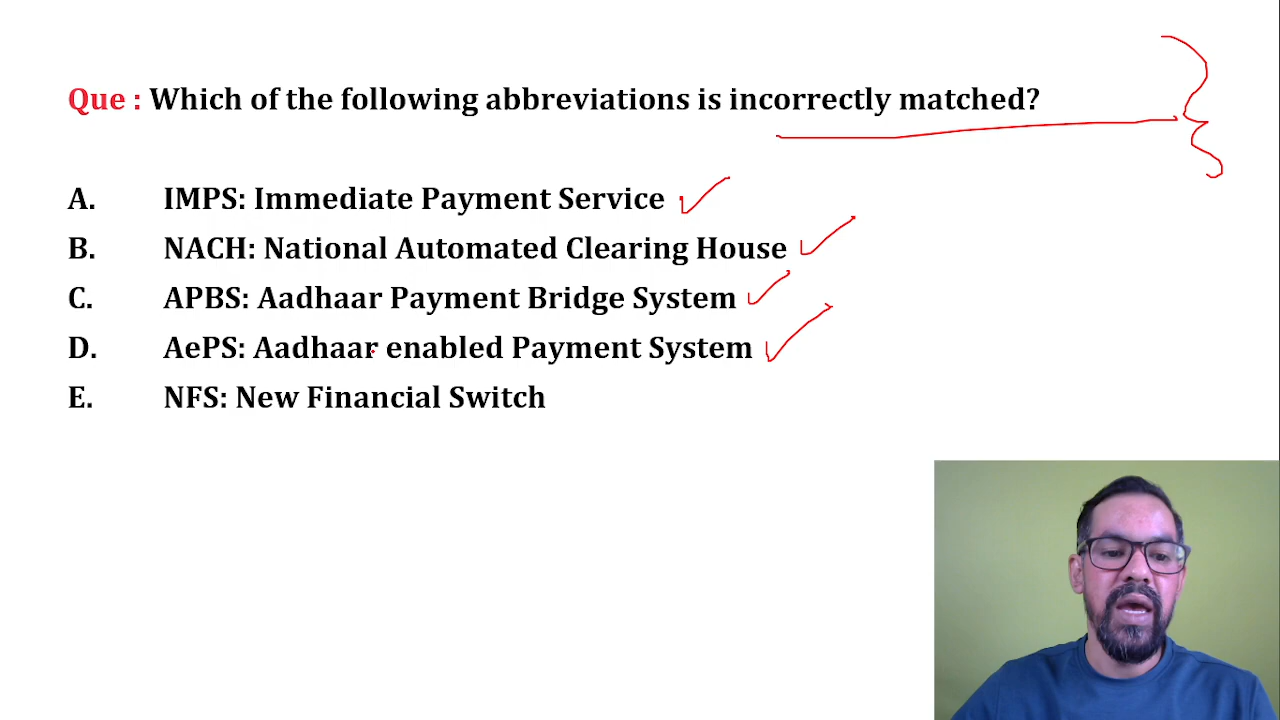 Que : Which of the following abbreviations is incorrectly matched?
A. IMPS: Immediate Payment Service
B. NACH: National Automated Clearing House
C. APBS: Aadhaar Payment Bridge System
D. AePS: Aadhaar enabled Payment System
E. NFS: New Financial Switch